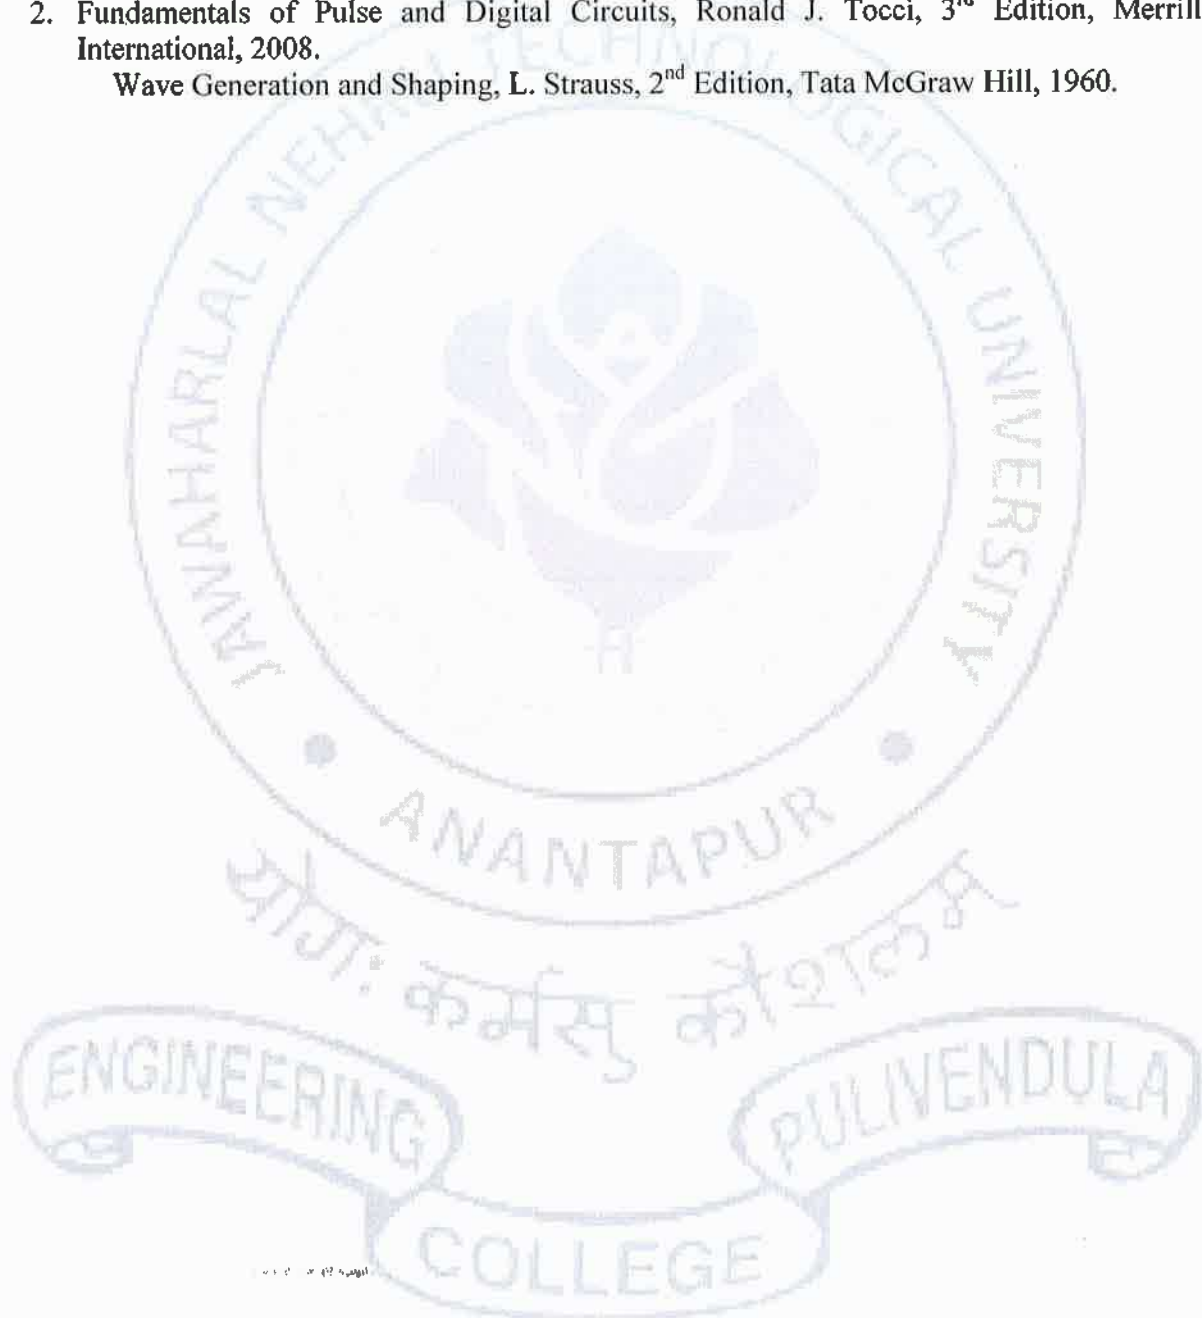 2. Fundamentals of Pulse and Digital Circuits, Ronald J. Tocci, 3rd Edition, Merrill
International, 2008.
Wave Generation and Shaping, L. Strauss, 2nd Edition, Tata McGraw Hill, 1960.
JAWAHARLAL NEHRU TECHNOLOGICAL UNIVERSITY
ANANTAPUR
योगः कर्मसु कौशलम्
ENGINEERING
PULIVENDULA
COLLEGE